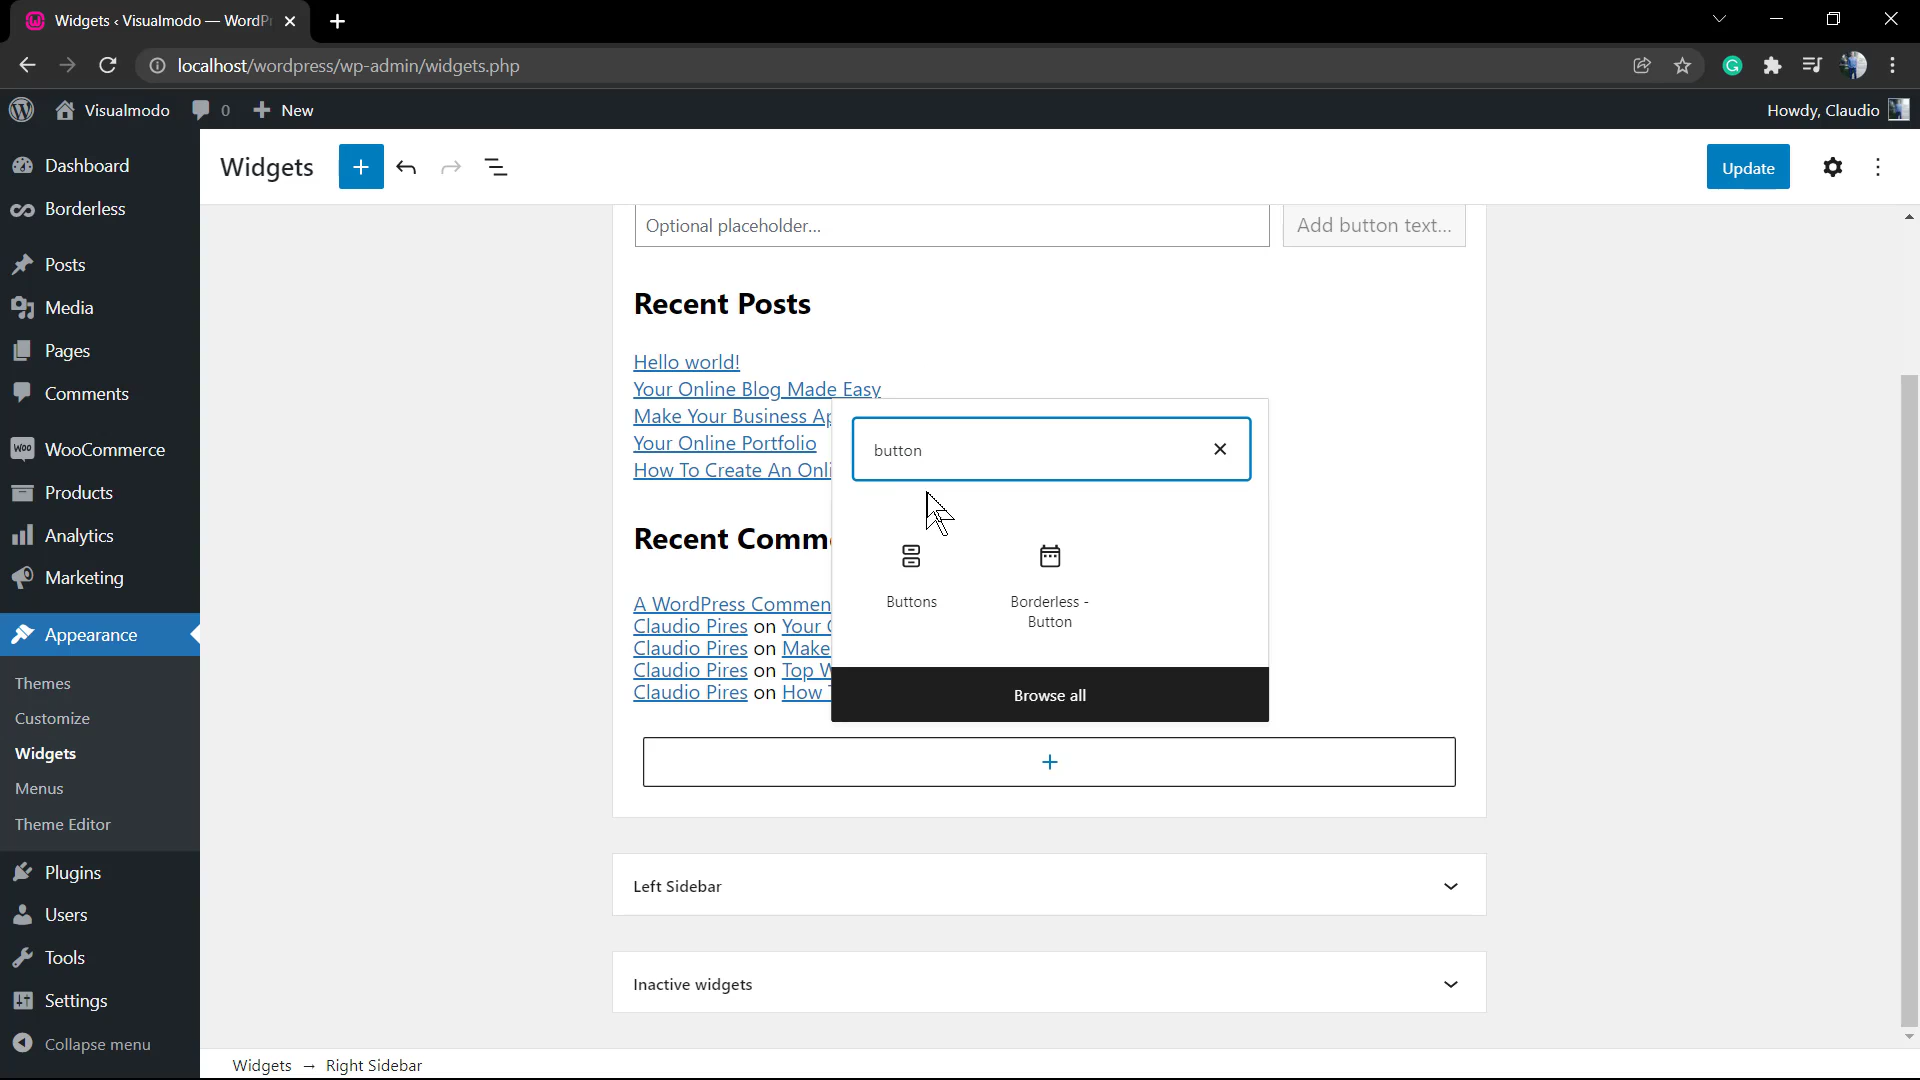 Widgets ‹ Visualmodo — WordP
localhost/wordpress/wp-admin/widgets.php
Visualmodo 0 New Howdy, Claudio
Dashboard
Borderless
Posts
Media
Pages
Comments
Woo WooCommerce
Products
Analytics
Marketing
Appearance
Themes
Customize
Widgets
Menus
Theme Editor
Plugins
Users
Tools
Settings
Collapse menu
Widgets Update
Optional placeholder... Add button text...
Recent Posts
Hello world!
Your Online Blog Made Easy
Make Your Business Ap
Your Online Portfolio
How To Create An Onli
button
Recent Comm
Buttons
Borderless -
Button
A WordPress Commen
Claudio Pires on Your
Claudio Pires on Make
Claudio Pires on Top W
Claudio Pires on How
Browse all
Left Sidebar
Inactive widgets
Widgets → Right Sidebar